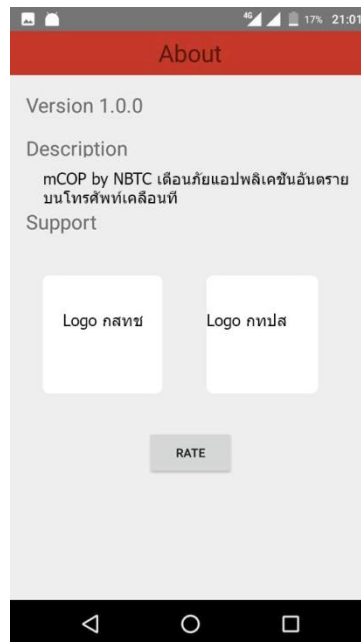 4G 17% 21:01
About
Version 1.0.0
Description
mCOP by NBTC เตือนภัยแอปพลิเคชันอันตราย
บนโทรศัพท์เคลื่อนที่
Support
Logo กสทช Logo กทปส
RATE